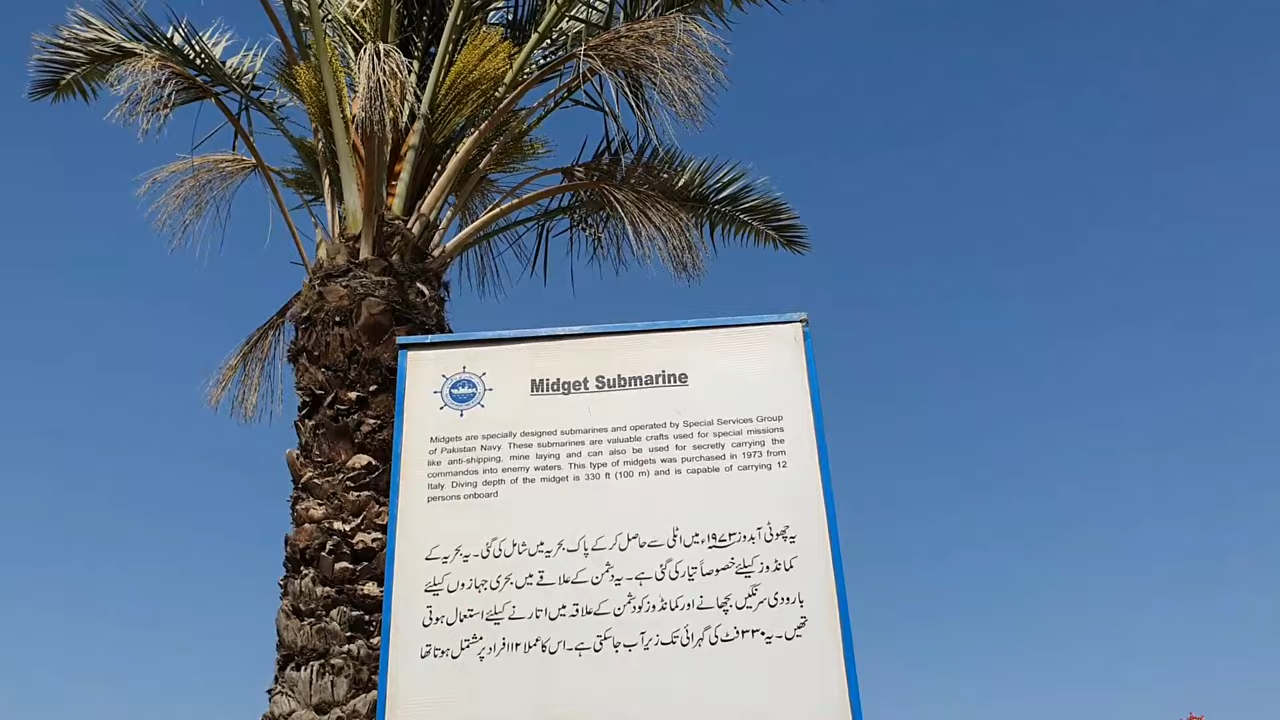 Midget Submarine
Midgets are specially designed submarines and operated by Special Services Group
of Pakistan Navy. These submarines are valuable crafts used for special missions
like anti-shipping, mine laying and can also be used for secretly carrying the
commandos into enemy waters. This type of midgets was purchased in 1973 from
Italy. Diving depth of the midget is 330 ft (100 m) and is capable of carrying 12
persons onboard
یہ چھوٹی آبدوز ۱۹۷۳ء میں اٹلی سے حاصل کر کے پاک بحریہ میں شامل کی گئی۔ یہ بحریہ کے
کمانڈوز کیلئے خصوصاً تیار کی گئی ہے۔ یہ دشمن کے علاقے میں بحری جہازوں کیلئے
بارودی سرنگیں بچھانے اور کمانڈوز کو دشمن کے علاقہ میں اتارنے کیلئے استعمال ہوتی
تھیں۔ یہ ۳۳۰ فٹ کی گہرائی تک زیر آب جا سکتی ہے۔ اس کا عملا ۱۲ افراد پر مشتمل ہوتا تھا